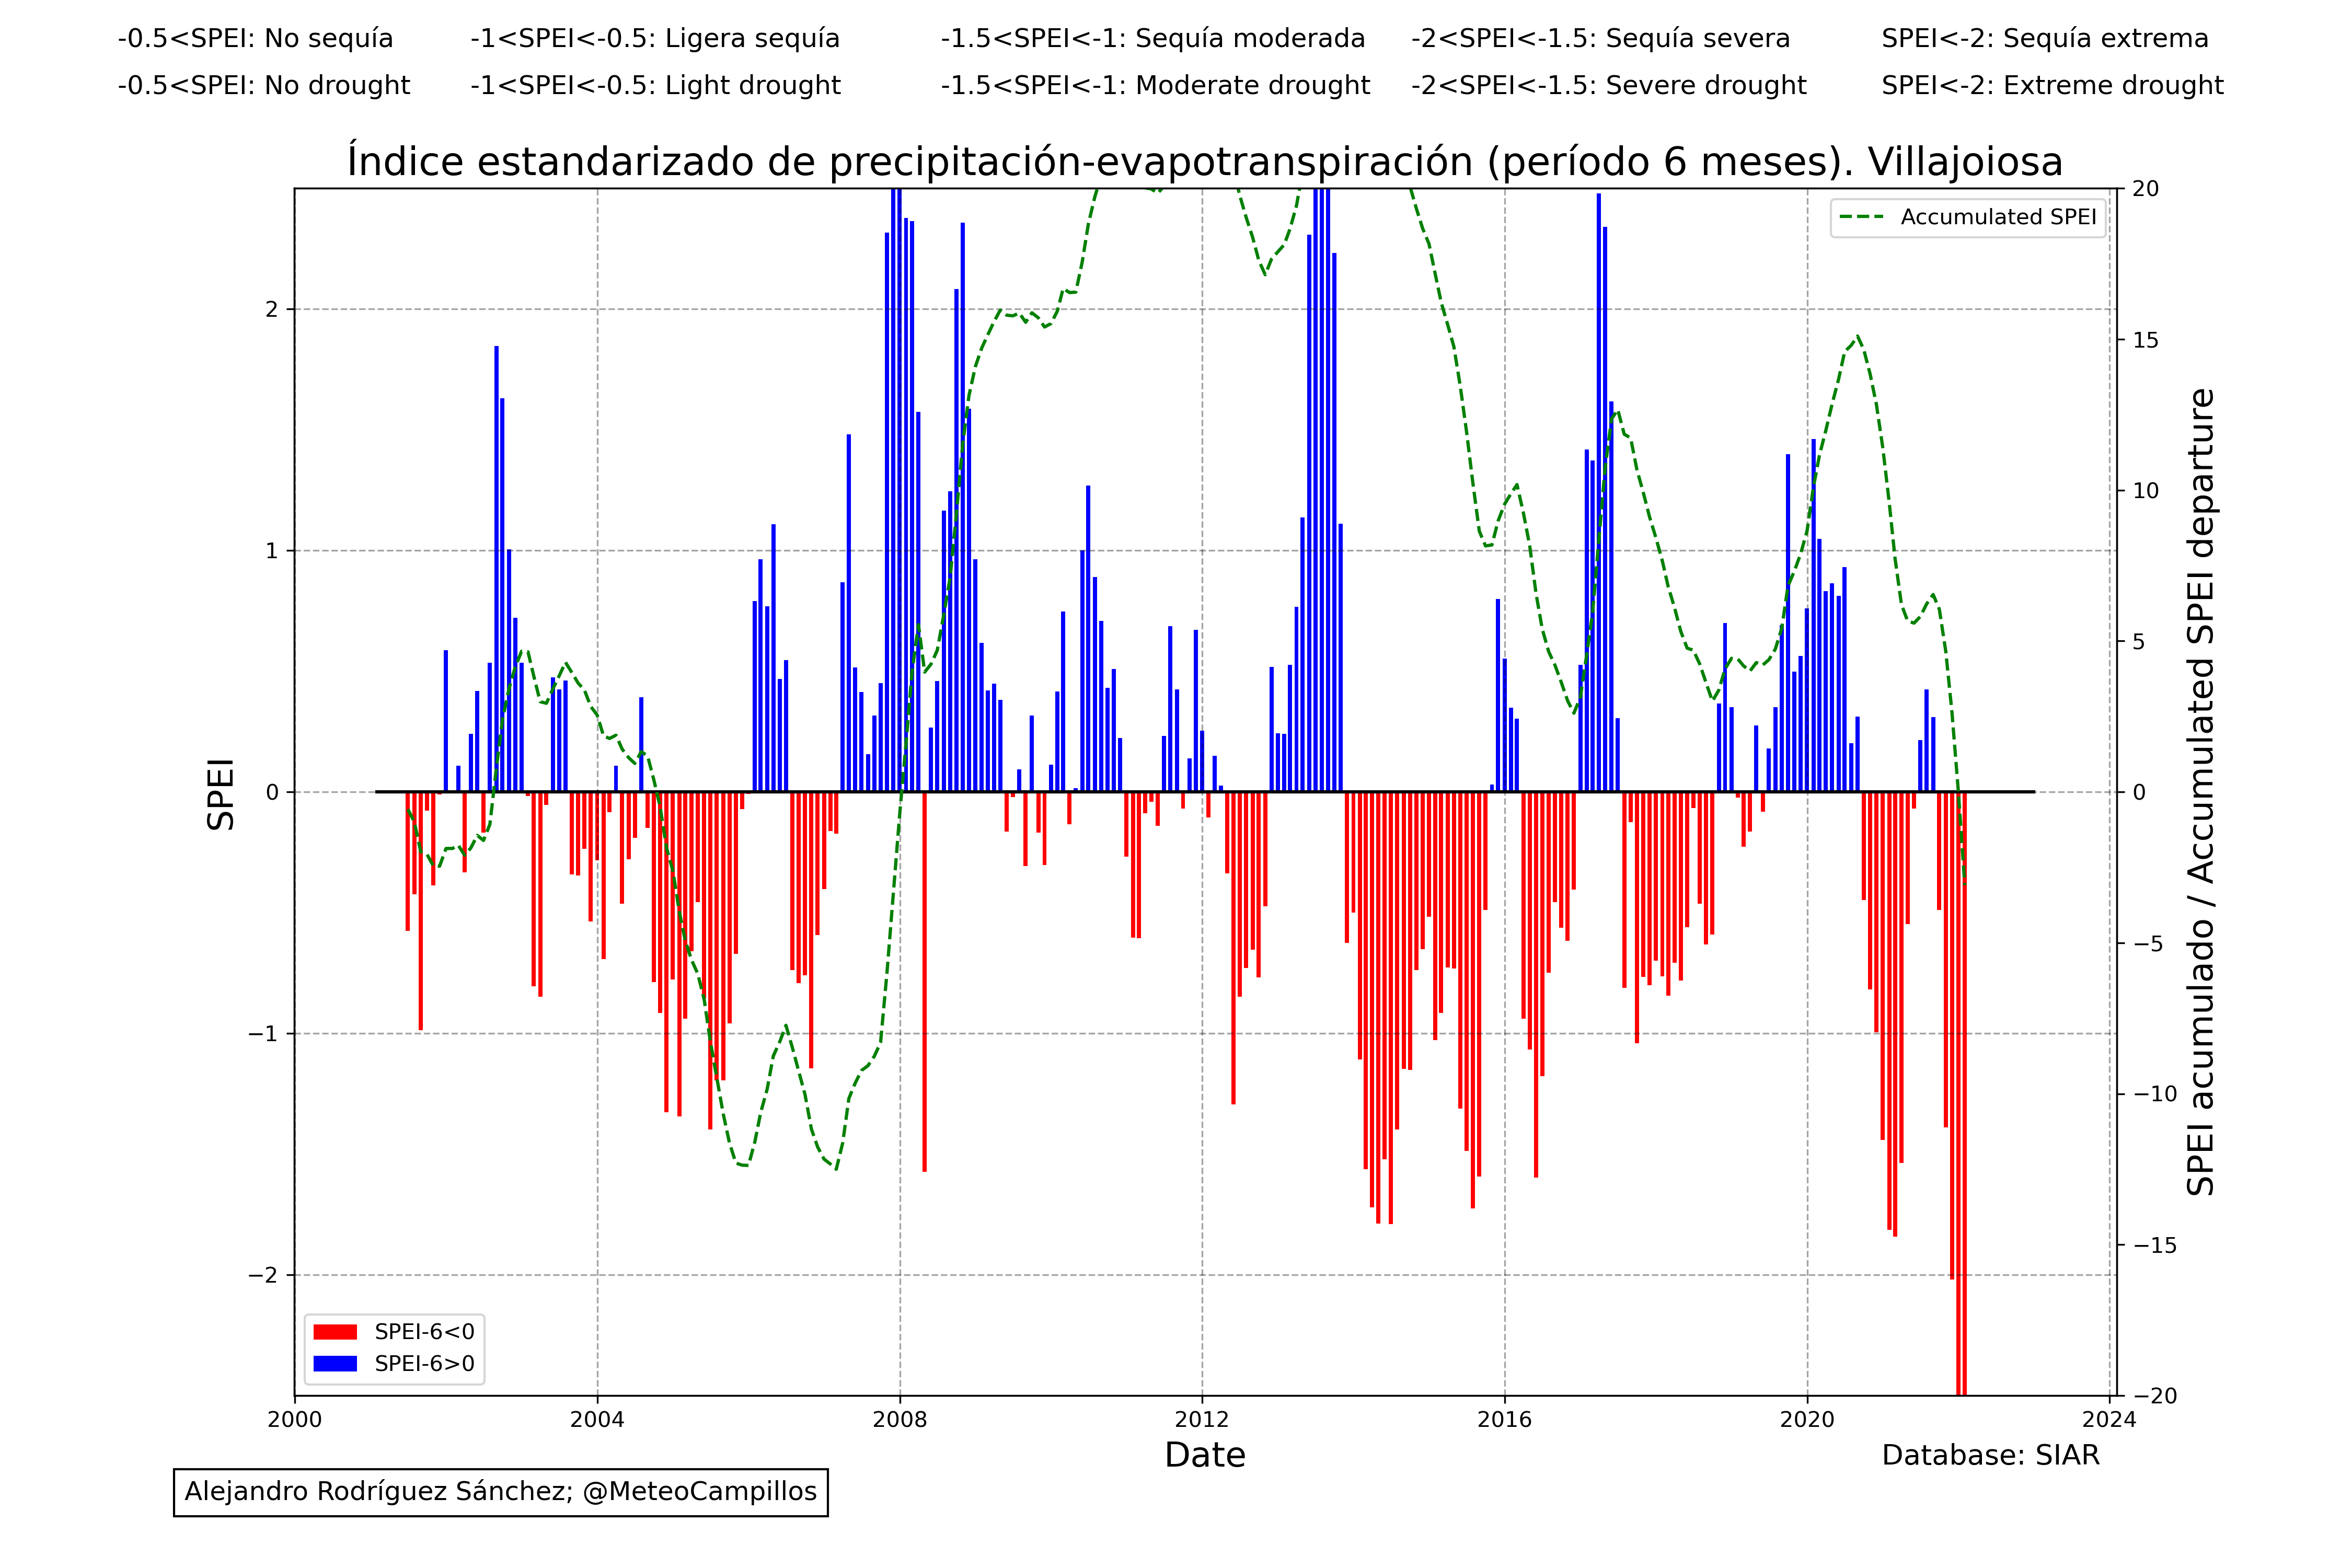 -0.5<SPEI: No sequía -1<SPEI<-0.5: Ligera sequía -1.5<SPEI<-1: Sequía moderada -2<SPEI<-1.5: Sequía severa SPEI<-2: Sequía extrema
-0.5<SPEI: No drought -1<SPEI<-0.5: Light drought -1.5<SPEI<-1: Moderate drought -2<SPEI<-1.5: Severe drought SPEI<-2: Extreme drought
Índice estandarizado de precipitación-evapotranspiración (período 6 meses). Villajoiosa
Accumulated SPEI
SPEI
2
1
0
−1
−2
20
15
10
5
0
−5
−10
−15
−20
SPEI acumulado / Accumulated SPEI departure
SPEI-6<0
SPEI-6>0
2000 2004 2008 2012 2016 2020 2024
Date
Database: SIAR
Alejandro Rodríguez Sánchez; @MeteoCampillos